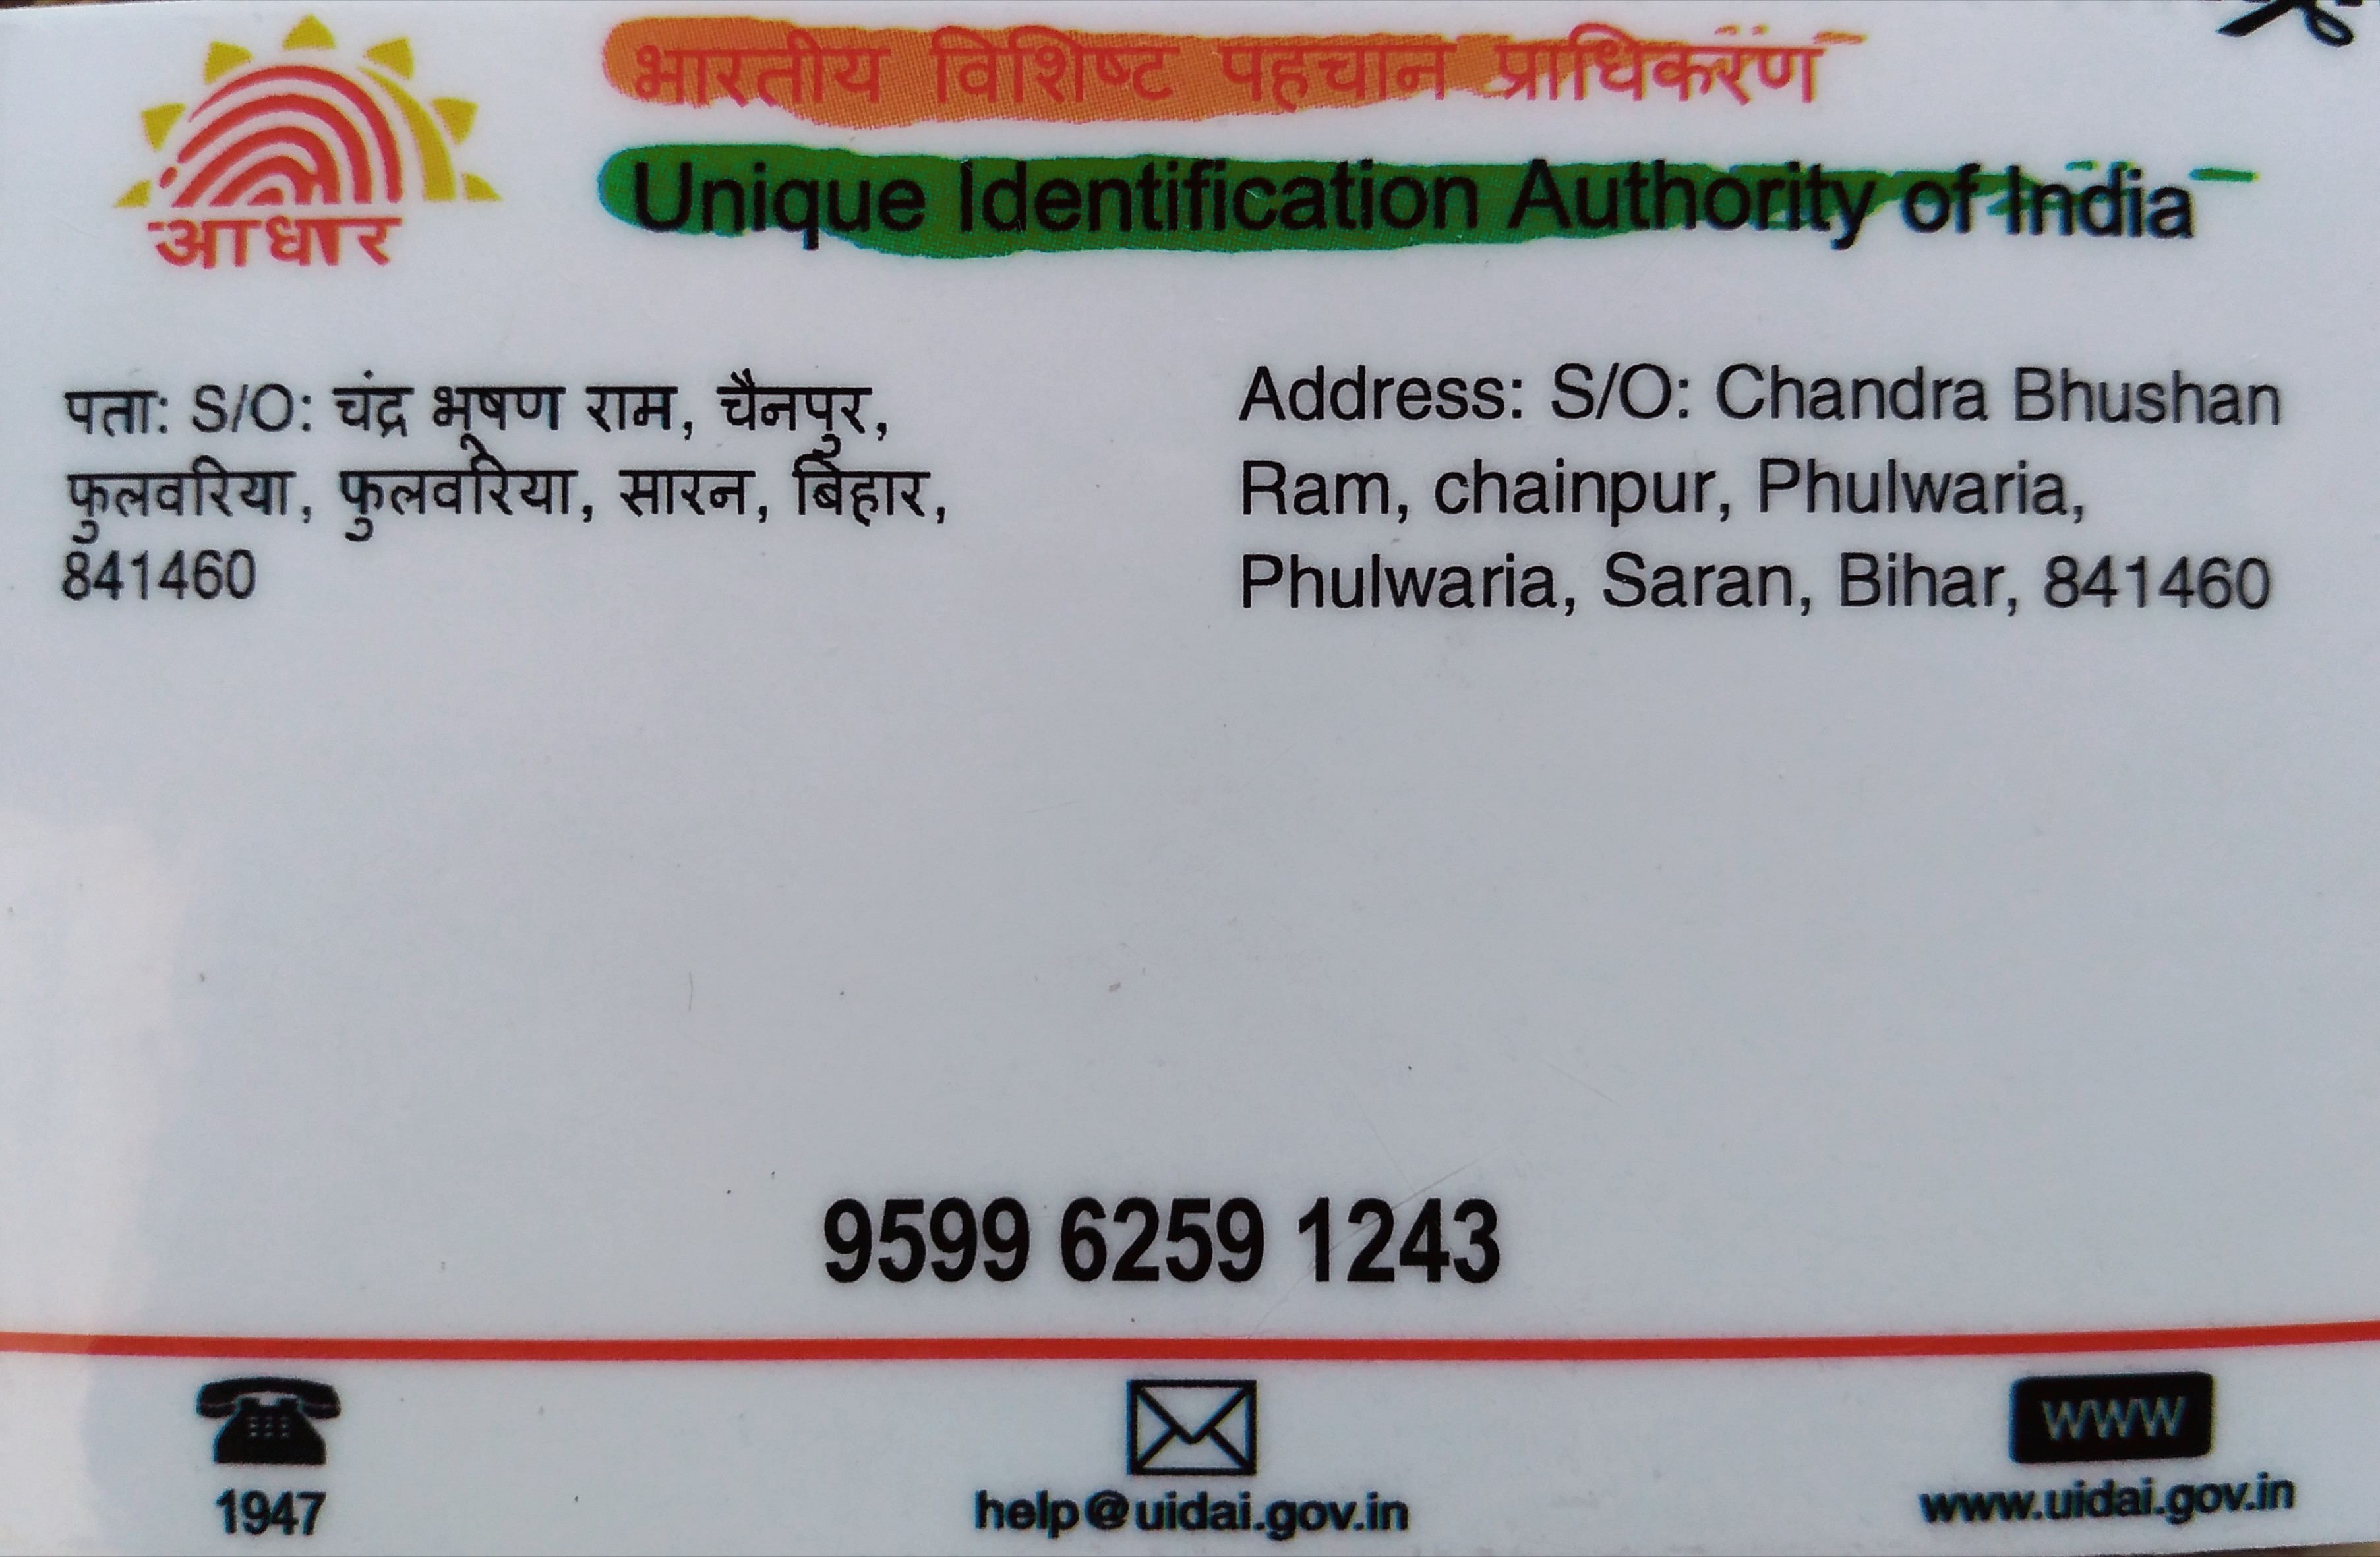 भारतीय विशिष्ट पहचान प्राधिकरण
Unique Identification Authority of India
आधार
पता: S/O: चंद्र भूषण राम, चैनपुर,
फुलवरिया, फुलवरिया, सारन, बिहार,
841460
Address: S/O: Chandra Bhushan
Ram, chainpur, Phulwaria,
Phulwaria, Saran, Bihar, 841460
9599 6259 1243
1947
help@uidai.gov.in
WWW
www.uidai.gov.in